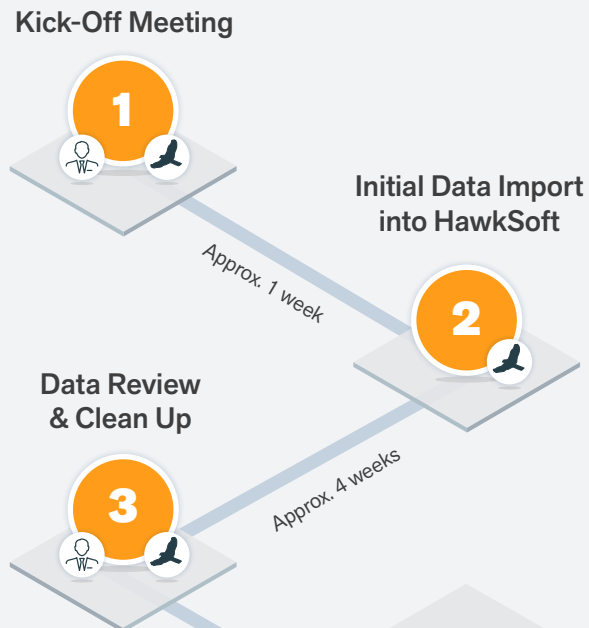 Kick-Off Meeting
1
Approx. 1 week
Initial Data Import
into HawkSoft
2
Approx. 4 weeks
Data Review
& Clean Up
3